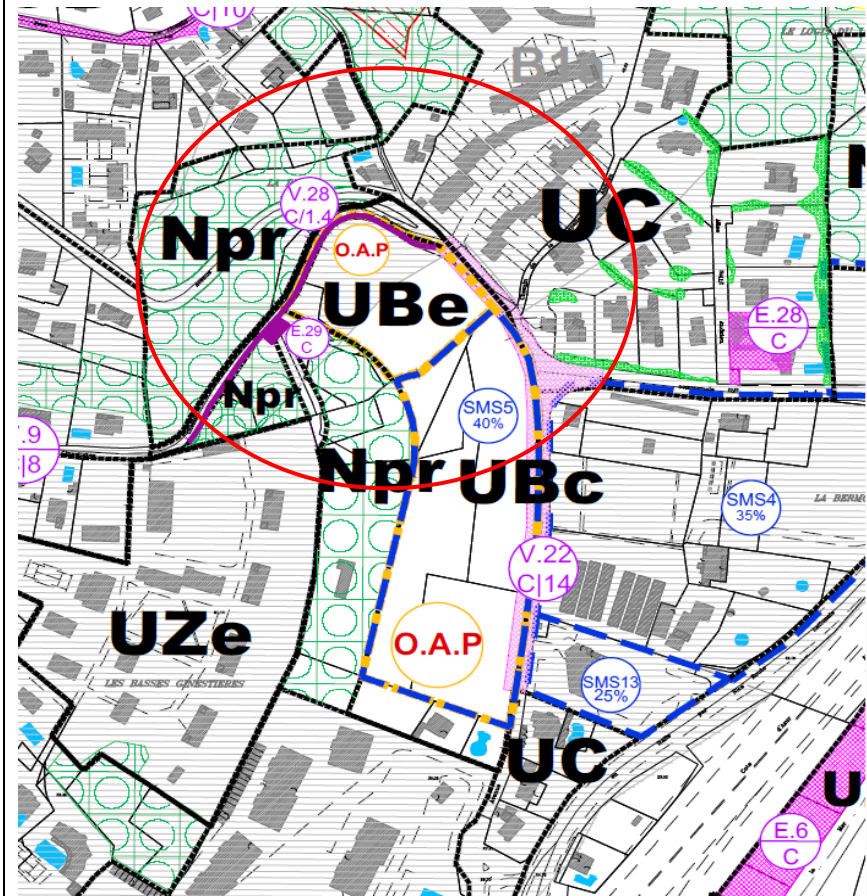 C|10
LE LOGIS DU
B1
V.28
C/1.4
Npr
UC
O.A.P
UBe
E.28
C
E.29
C
Npr
SMS5
40%
.9
|8
Npr
UBc
SMS4
35%
LA BERMO
V.22
C|14
UZe
O.A.P
LES BASSES GINESTIERES
SMS13
25%
UC
U
E.6
C